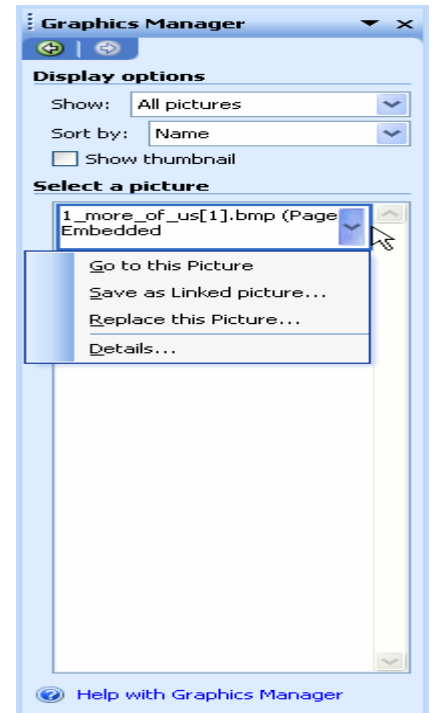 Graphics Manager
Display options
Show: All pictures
Sort by: Name
Show thumbnail
Select a picture
1_more_of_us[1].bmp (Page
Embedded
Go to this Picture
Save as Linked picture...
Replace this Picture...
Details...
Help with Graphics Manager